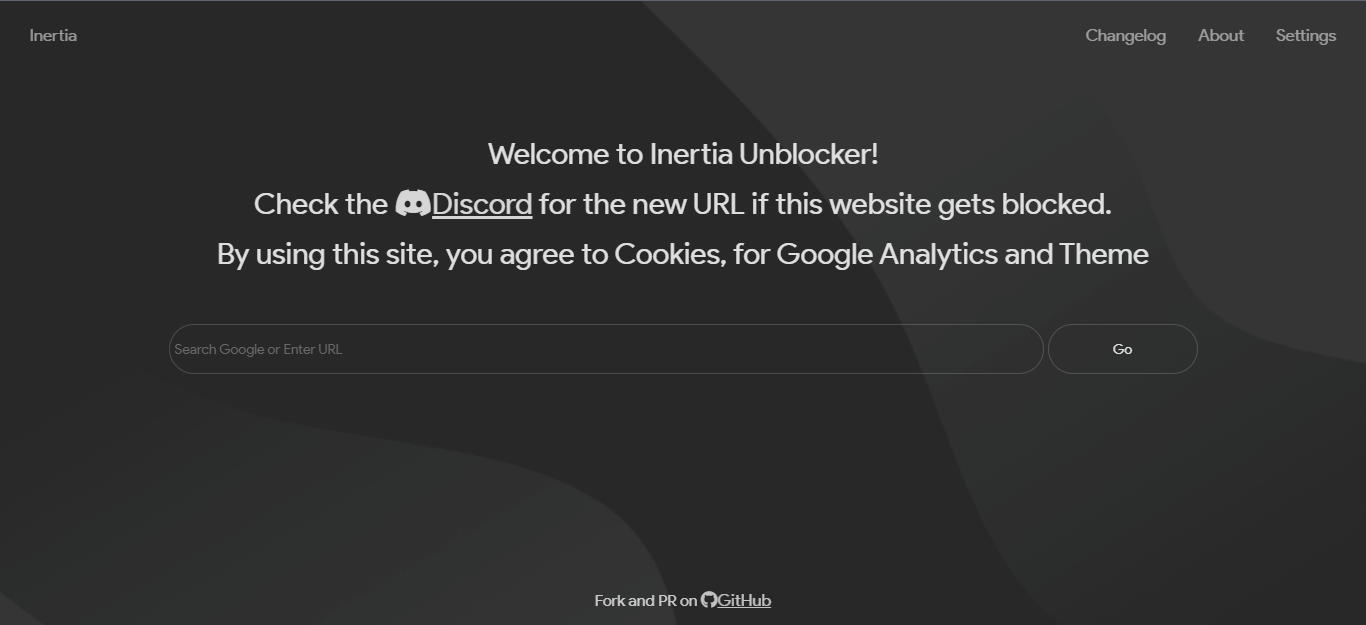 Inertia
Changelog About Settings
Welcome to Inertia Unblocker!
Check the Discord for the new URL if this website gets blocked.
By using this site, you agree to Cookies, for Google Analytics and Theme
Search Google or Enter URL
Go
Fork and PR on GitHub